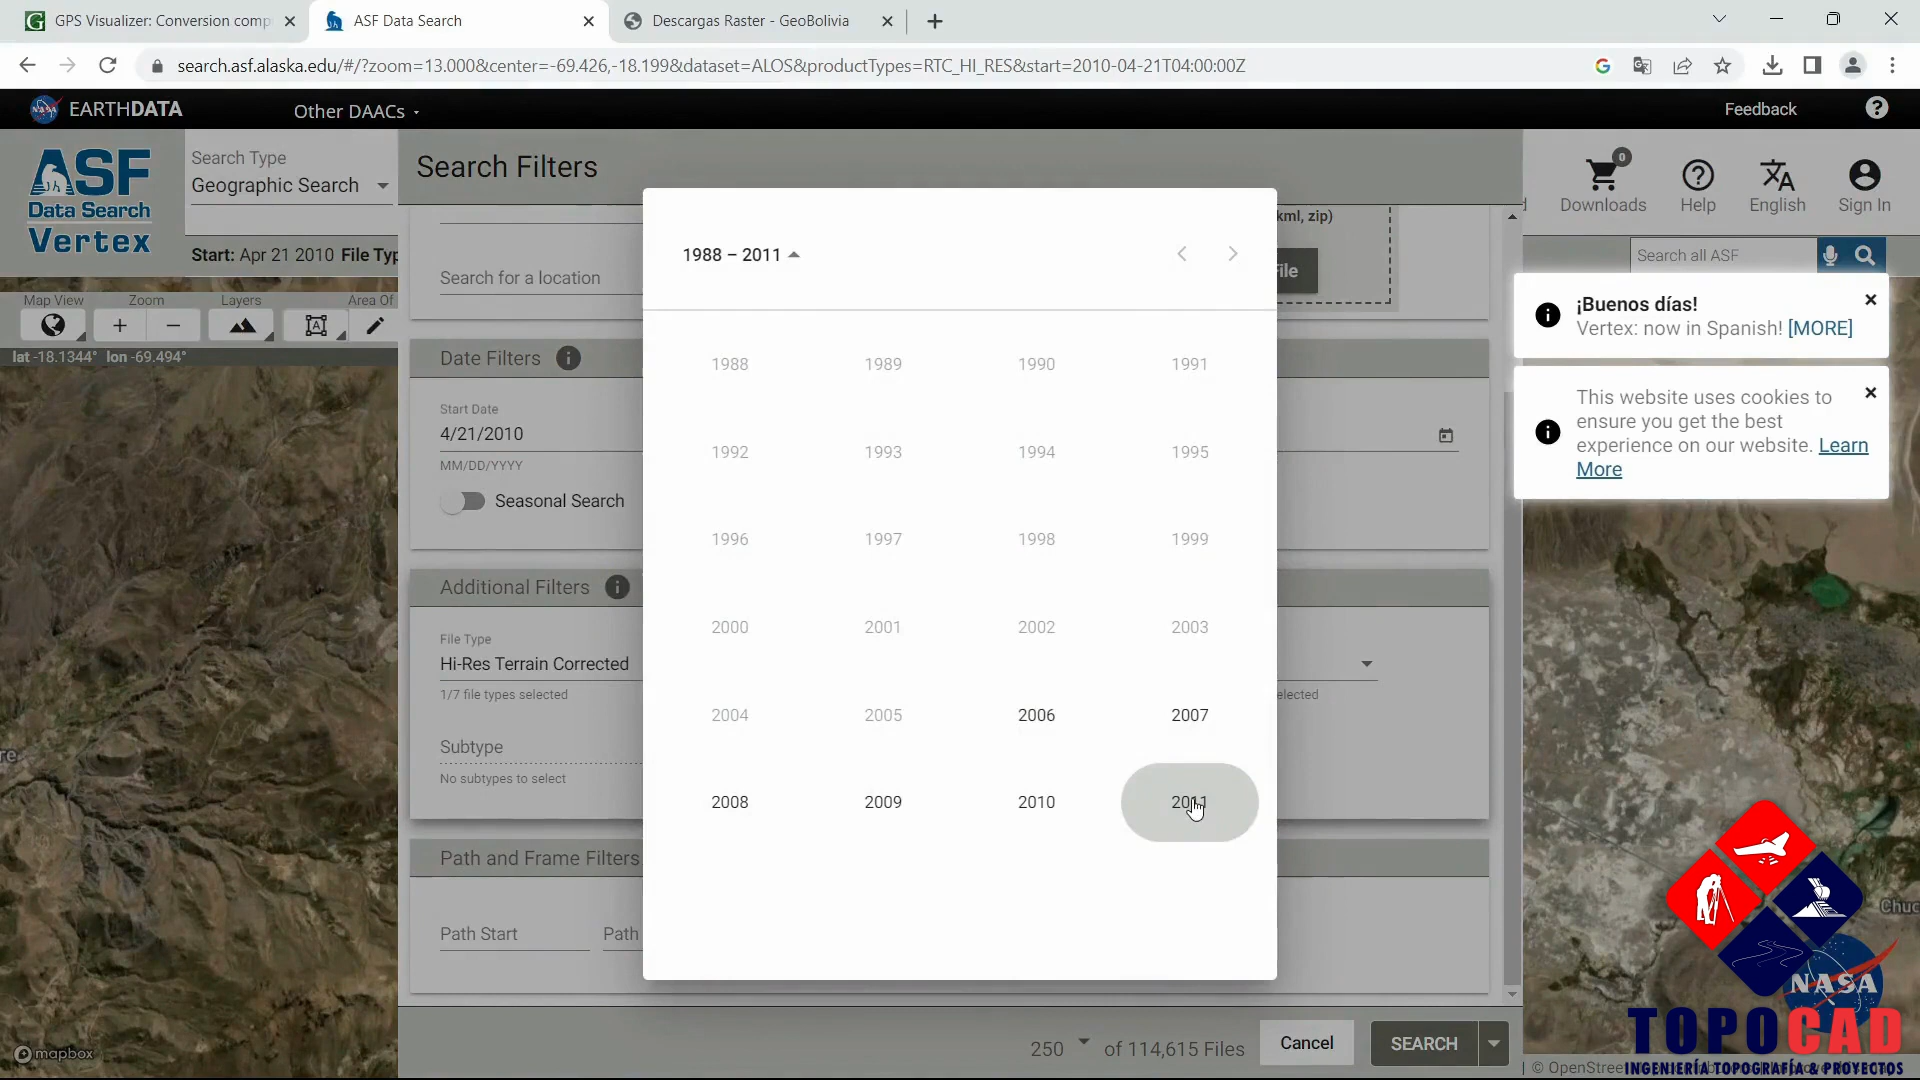 GPS Visualizer: Conversion comp
ASF Data Search
Descargas Raster - GeoBolivia
search.asf.alaska.edu/#/?zoom=13.000&center=-69.426,-18.199&dataset=ALOS&productTypes=RTC_HI_RES&start=2010-04-21T04:00:00Z
EARTHDATA
Other DAACs
Feedback
ASF
Data Search
Vertex
Search Type
Geographic Search
Search Filters
0
Downloads
Help
English
Sign In
Start: Apr 21 2010 File Typ
Search all ASF
kml, zip)
File
Map View
Zoom
Layers
Area Of
lat -18.1344° lon -69.494°
Search for a location
1988 – 2011
¡Buenos días!
Vertex: now in Spanish! [MORE]
This website uses cookies to
ensure you get the best
experience on our website. Learn
More
Date Filters
Start Date
4/21/2010
MM/DD/YYYY
Seasonal Search
1988 1989 1990 1991
1992 1993 1994 1995
1996 1997 1998 1999
2000 2001 2002 2003
2004 2005 2006 2007
2008 2009 2010 2011
Additional Filters
File Type
Hi-Res Terrain Corrected
1/7 file types selected
elected
Subtype
No subtypes to select
Path and Frame Filters
Path Start
Path
250 of 114,615 Files
Cancel
SEARCH
mapbox
Chuc
NASA
TOPOCAD
INGENIERÍA TOPOGRAFÍA & PROYECTOS
© OpenStree